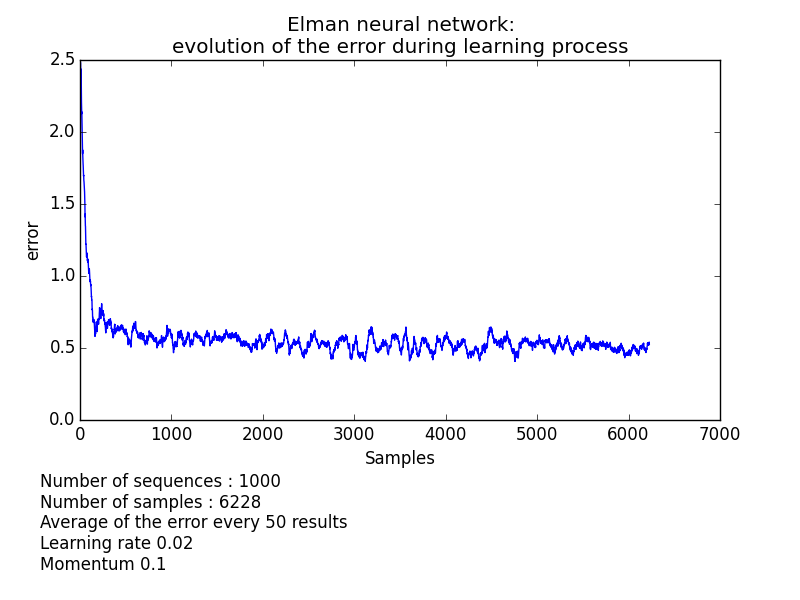 Elman neural network:
evolution of the error during learning process
2.5
2.0
1.5
1.0
0.5
0.0
error
0 1000 2000 3000 4000 5000 6000 7000
Samples
Number of sequences : 1000
Number of samples : 6228
Average of the error every 50 results
Learning rate 0.02
Momentum 0.1